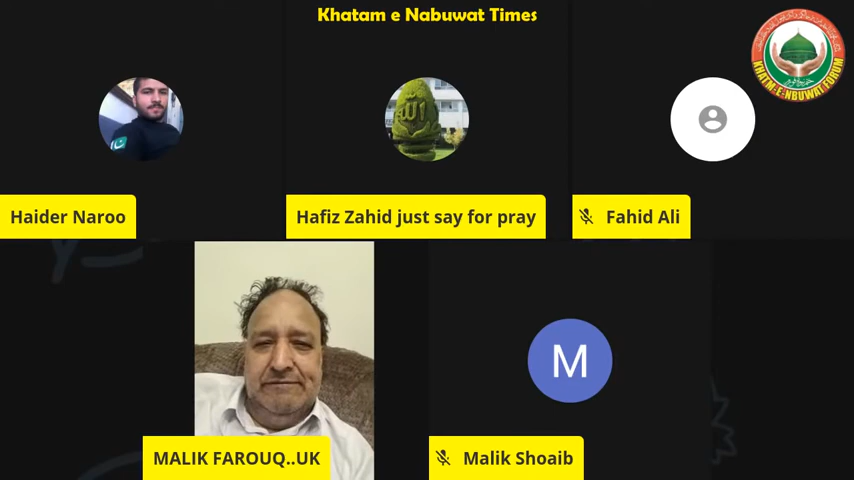 Khatam e Nabuwat Times
KHATM-E-NBUWAT FORUM
الله
Haider Naroo
Hafiz Zahid just say for pray
Fahid Ali
M
MALIK FAROUQ..UK
Malik Shoaib